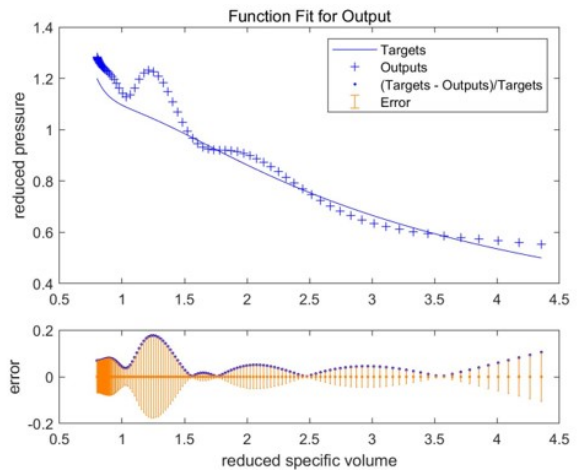 Function Fit for Output
1.4
1.2
1
0.8
0.6
0.4
reduced pressure
Targets
Outputs
(Targets - Outputs)/Targets
Error
0.5 1 1.5 2 2.5 3 3.5 4 4.5
0.2
0
-0.2
error
0.5 1 1.5 2 2.5 3 3.5 4 4.5
reduced specific volume